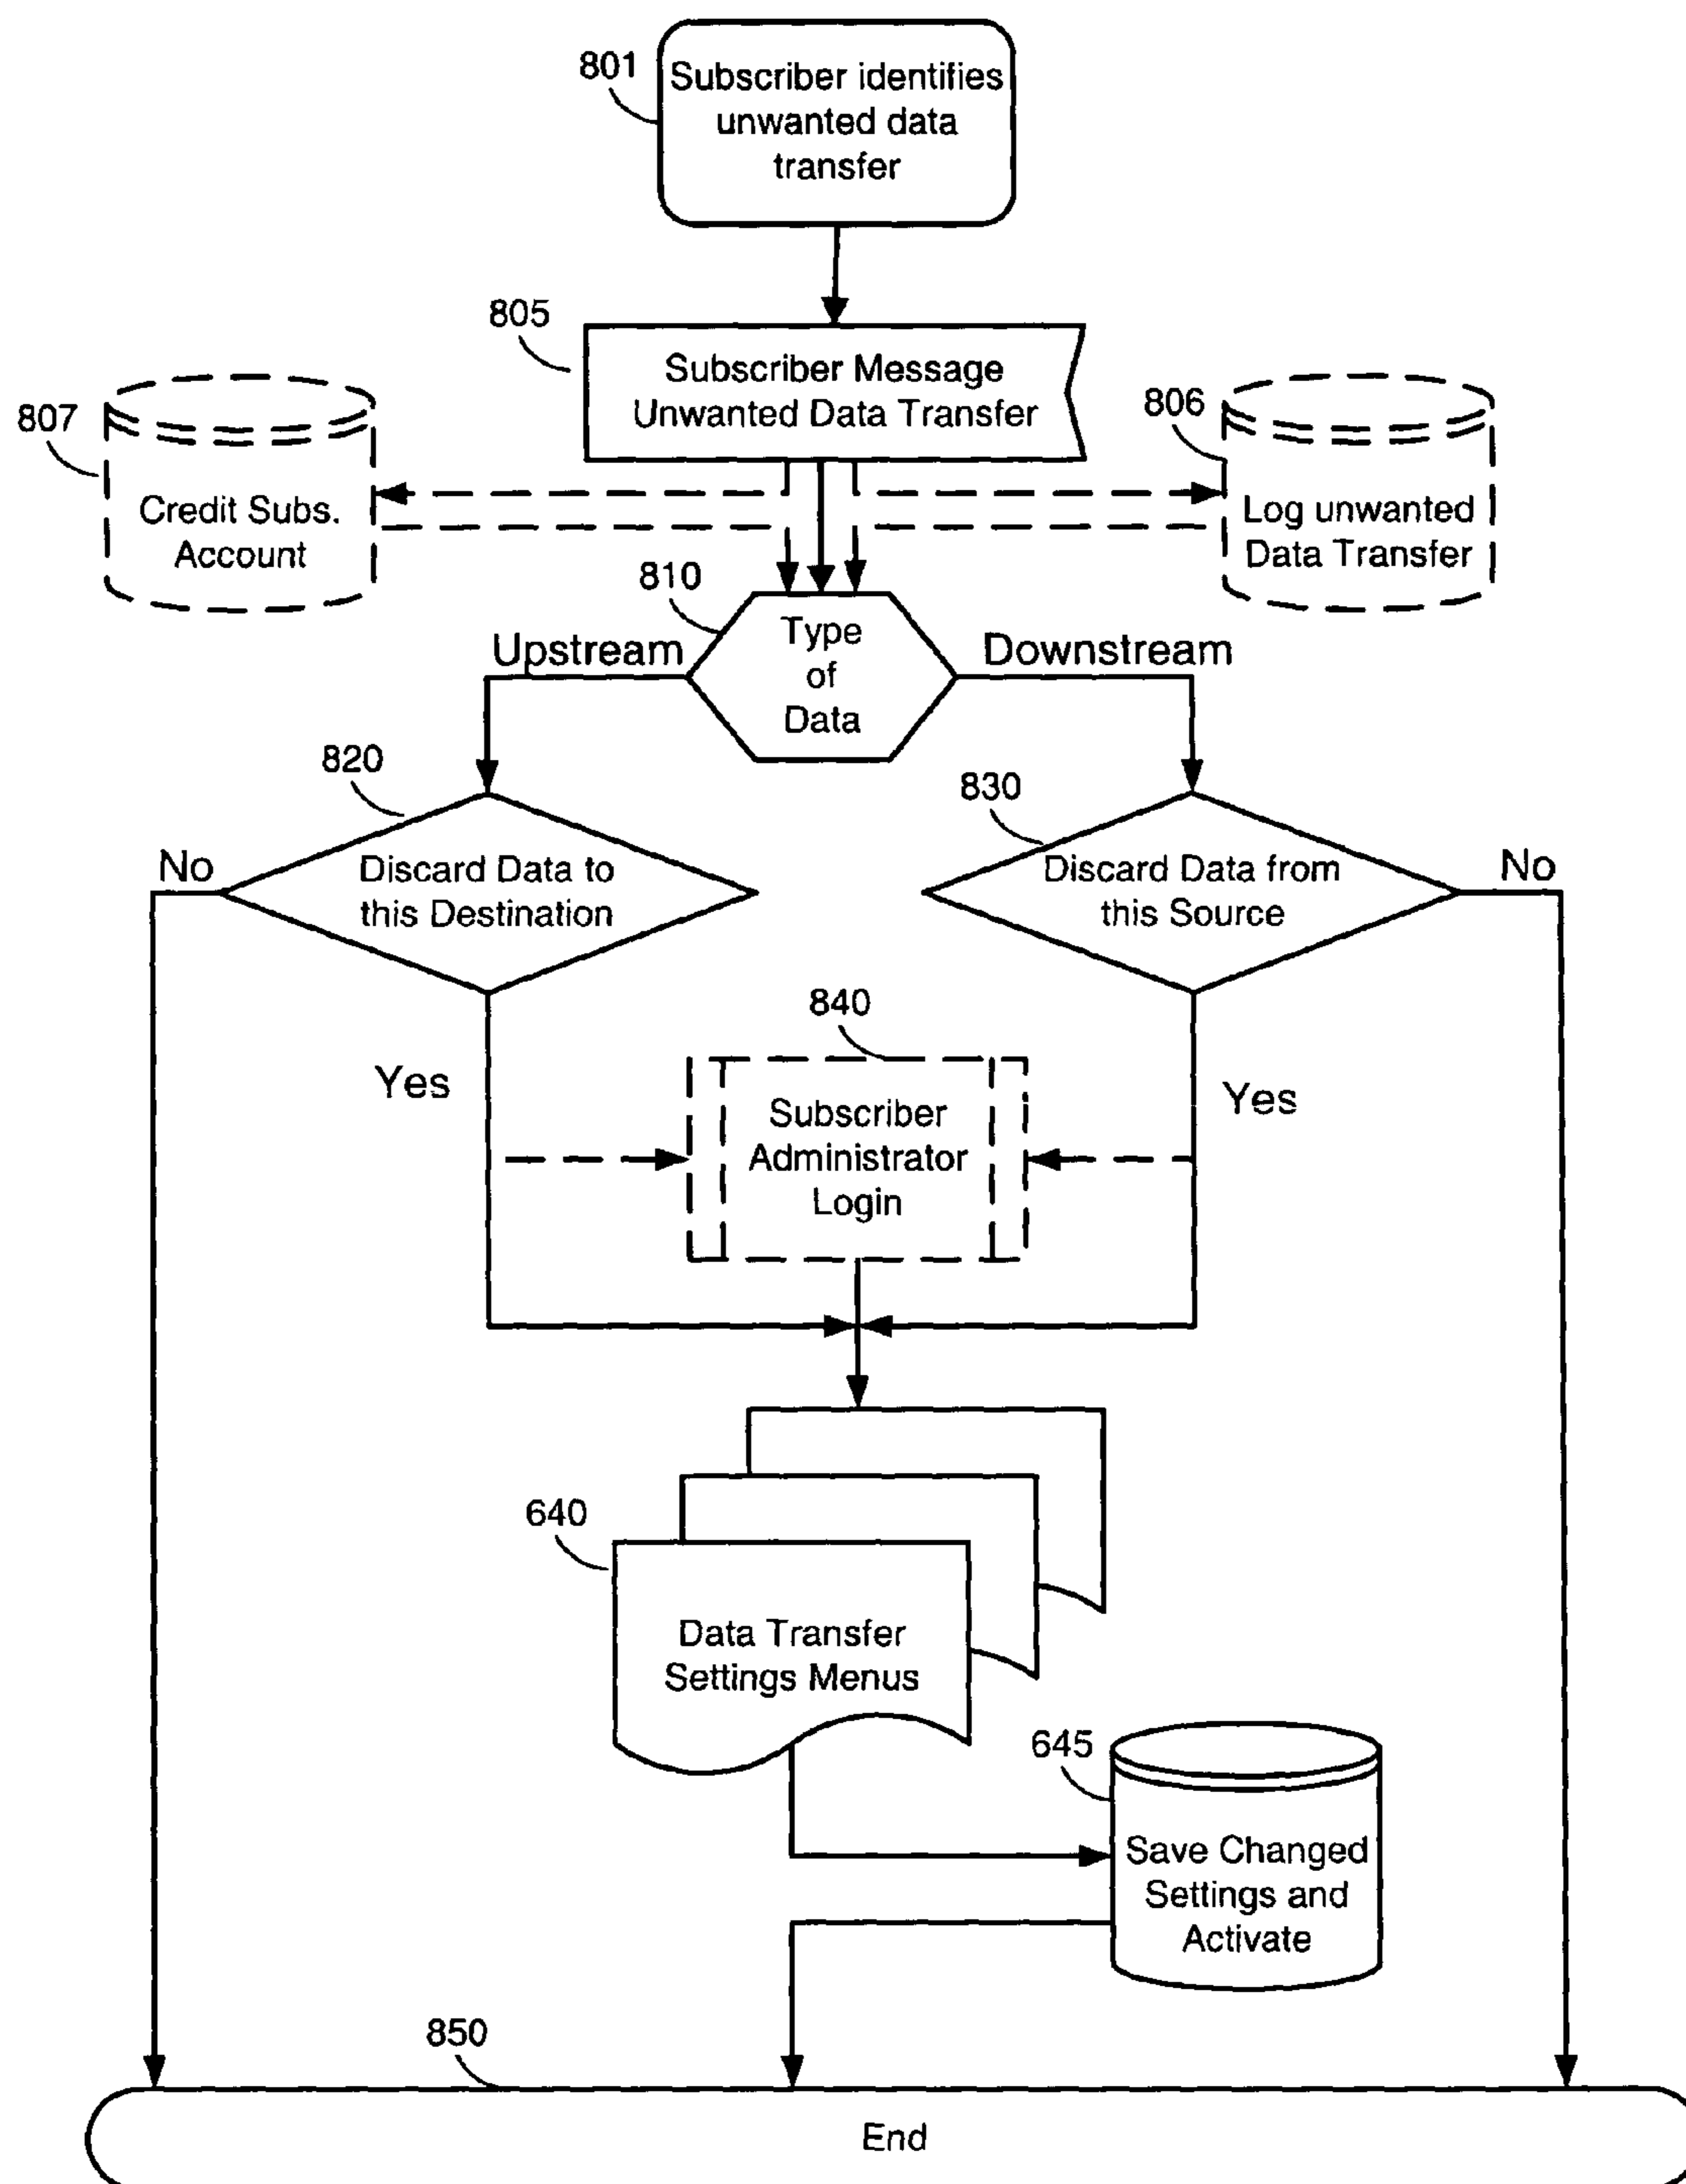 801
Subscriber identifies
unwanted data
transfer
805
Subscriber Message
Unwanted Data Transfer
807
Credit Subs.
Account
806
Log unwanted
Data Transfer
810
Type
of
Data
Upstream
Downstream
820
Discard Data to
this Destination
No
830
Discard Data from
this Source
No
Yes
840
Subscriber
Administrator
Login
Yes
640
Data Transfer
Settings Menus
645
Save Changed
Settings and
Activate
850
End